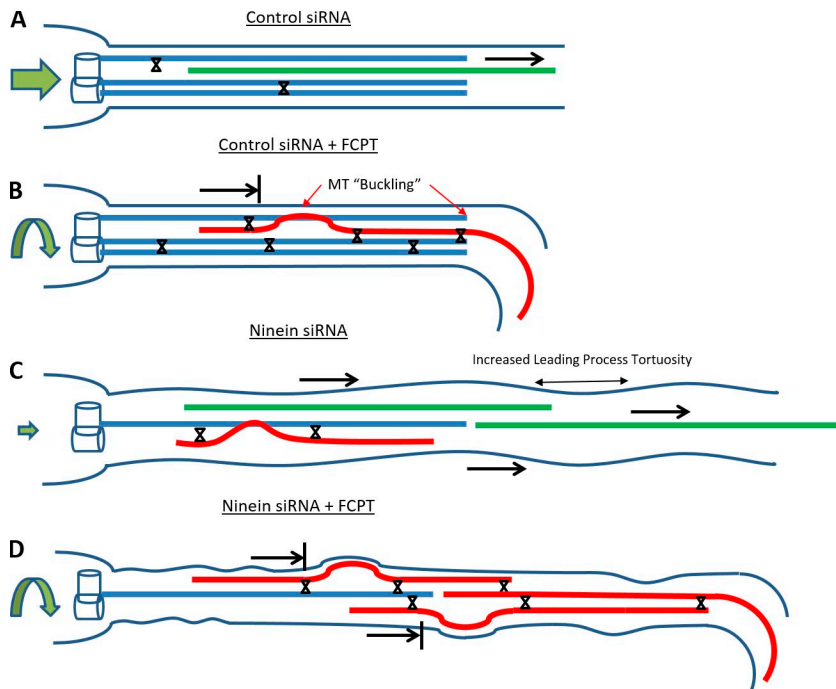 A
Control siRNA
Control siRNA + FCPT
B
MT “Buckling”
Ninein siRNA
C
Increased Leading Process Tortuosity
Ninein siRNA + FCPT
D